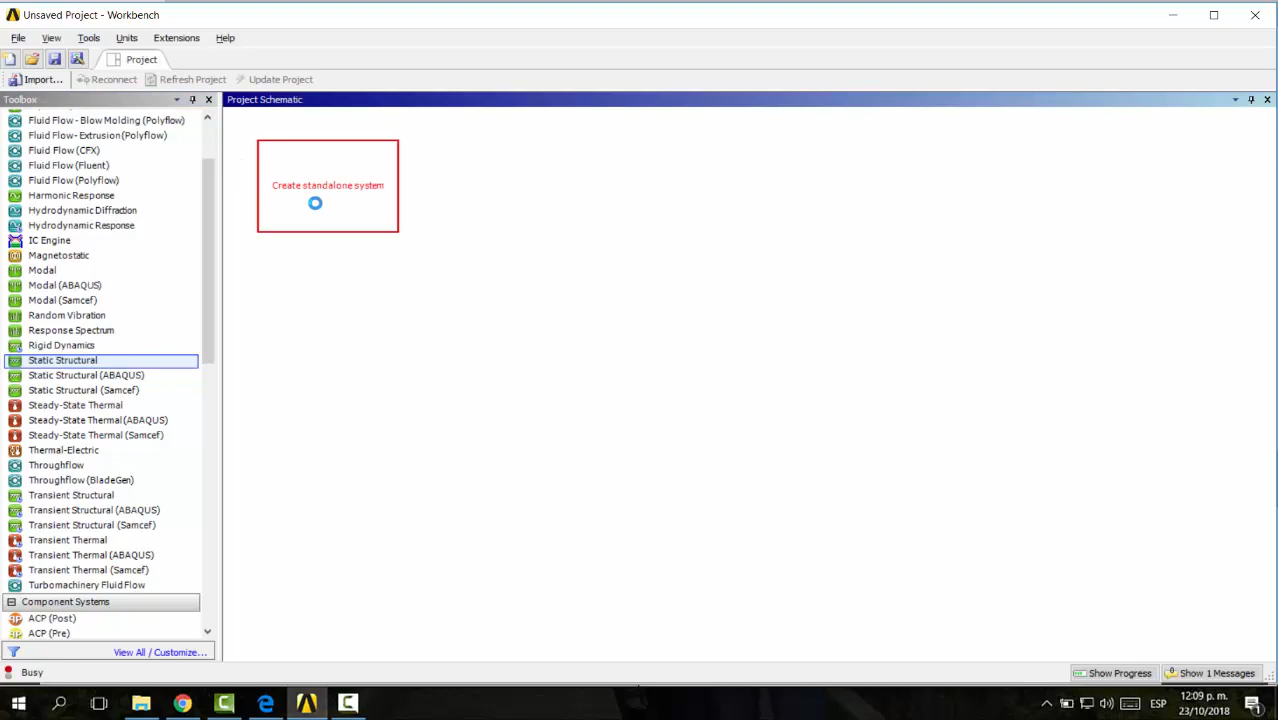 Unsaved Project - Workbench
File View Tools Units Extensions Help
Project
Import... Reconnect Refresh Project Update Project
Toolbox
Project Schematic
Fluid Flow - Blow Molding (Polyflow)
Fluid Flow- Extrusion (Polyflow)
Fluid Flow (CFX)
Fluid Flow (Fluent)
Fluid Flow (Polyflow)
Harmonic Response
Hydrodynamic Diffraction
Hydrodynamic Response
IC Engine
Magnetostatic
Modal
Modal (ABAQUS)
Modal (Samcef)
Random Vibration
Response Spectrum
Rigid Dynamics
Static Structural
Static Structural (ABAQUS)
Static Structural (Samcef)
Steady-State Thermal
Steady-State Thermal (ABAQUS)
Steady-State Thermal (Samcef)
Thermal-Electric
Throughflow
Throughflow (BladeGen)
Transient Structural
Transient Structural (ABAQUS)
Transient Structural (Samcef)
Transient Thermal
Transient Thermal (ABAQUS)
Transient Thermal (Samcef)
Turbomachinery Fluid Flow
Component Systems
ACP (Post)
ACP (Pre)
View All / Customize...
Create standalone system
Busy
Show Progress
Show 1 Messages
ESP
12:09 p. m.
23/10/2018
1